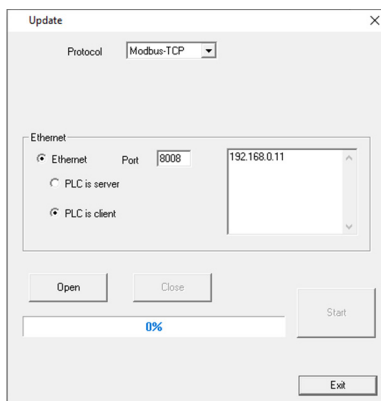 Update
Protocol Modbus-TCP
Ethernet
Ethernet Port 8008 192.168.0.11
PLC is server
PLC is client
Open Close
Start
0%
Exit